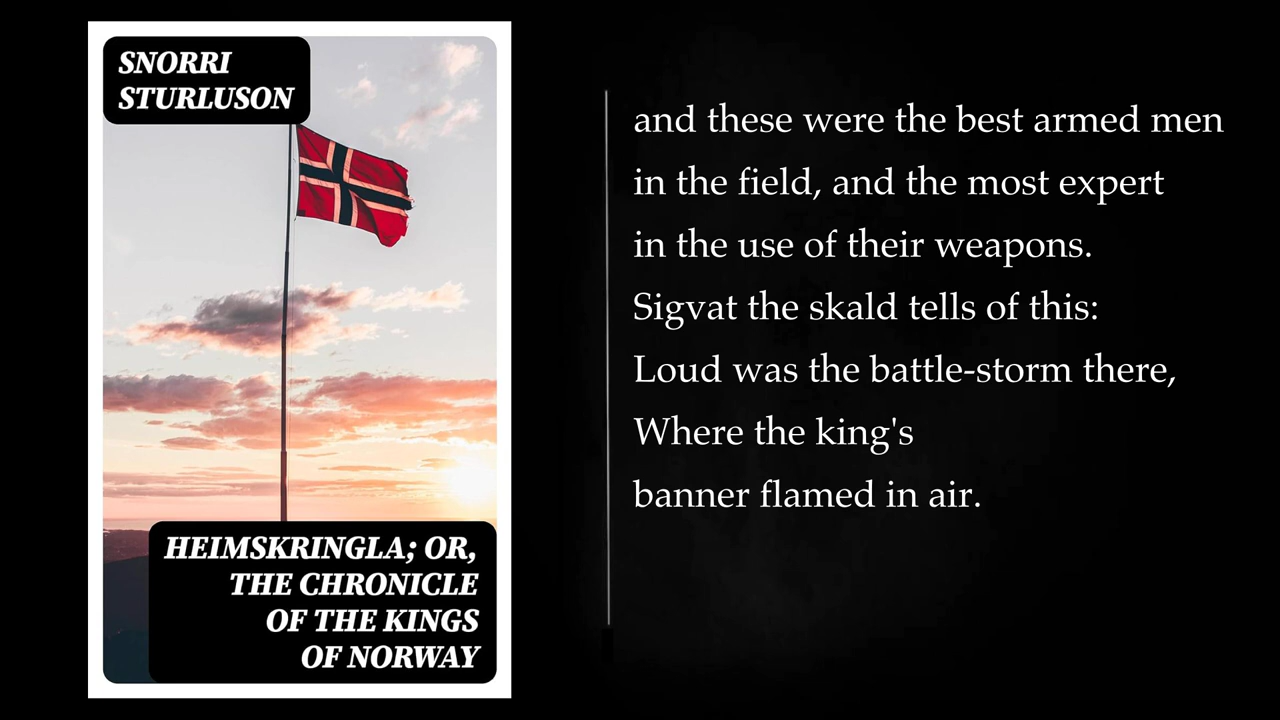 SNORRI
STURLUSON
HEIMSKRINGLA; OR,
THE CHRONICLE
OF THE KINGS
OF NORWAY
and these were the best armed men
in the field, and the most expert
in the use of their weapons.
Sigvat the skald tells of this:
Loud was the battle-storm there,
Where the king's
banner flamed in air.